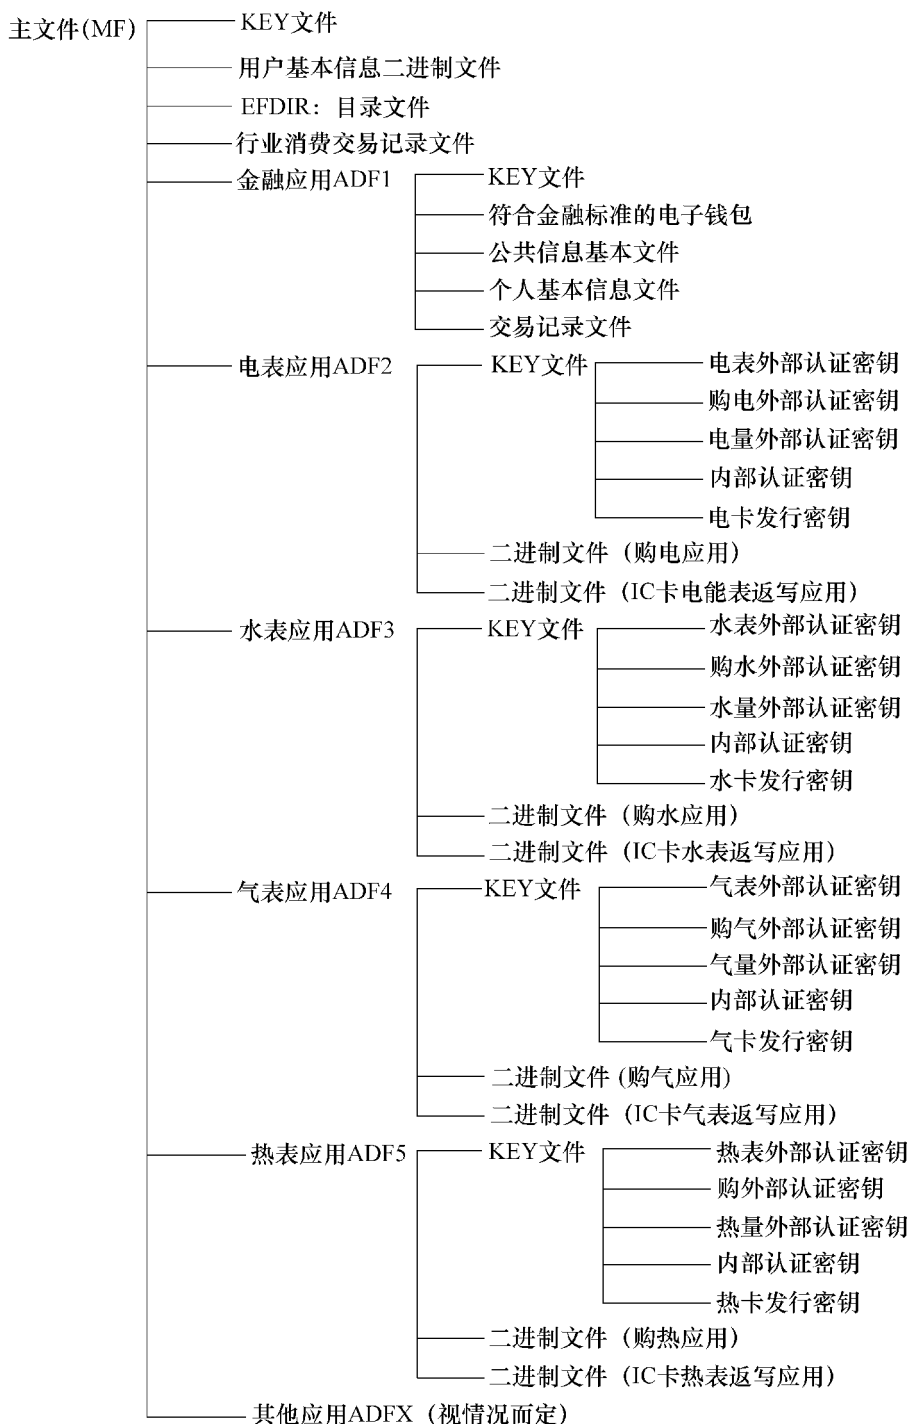 主文件(MF)
KEY文件
用户基本信息二进制文件
EFDIR：目录文件
行业消费交易记录文件
金融应用ADF1
KEY文件
符合金融标准的电子钱包
公共信息基本文件
个人基本信息文件
交易记录文件
电表应用ADF2
KEY文件
电表外部认证密钥
购电外部认证密钥
电量外部认证密钥
内部认证密钥
电卡发行密钥
二进制文件（购电应用）
二进制文件（IC卡电能表返写应用）
水表应用ADF3
KEY文件
水表外部认证密钥
购水外部认证密钥
水量外部认证密钥
内部认证密钥
水卡发行密钥
二进制文件（购水应用）
二进制文件（IC卡水表返写应用）
气表应用ADF4
KEY文件
气表外部认证密钥
购气外部认证密钥
气量外部认证密钥
内部认证密钥
气卡发行密钥
二进制文件(购气应用)
二进制文件（IC卡气表返写应用）
热表应用ADF5
KEY文件
热表外部认证密钥
购外部认证密钥
热量外部认证密钥
内部认证密钥
热卡发行密钥
二进制文件（购热应用）
二进制文件（IC卡热表返写应用）
其他应用ADFX（视情况而定）